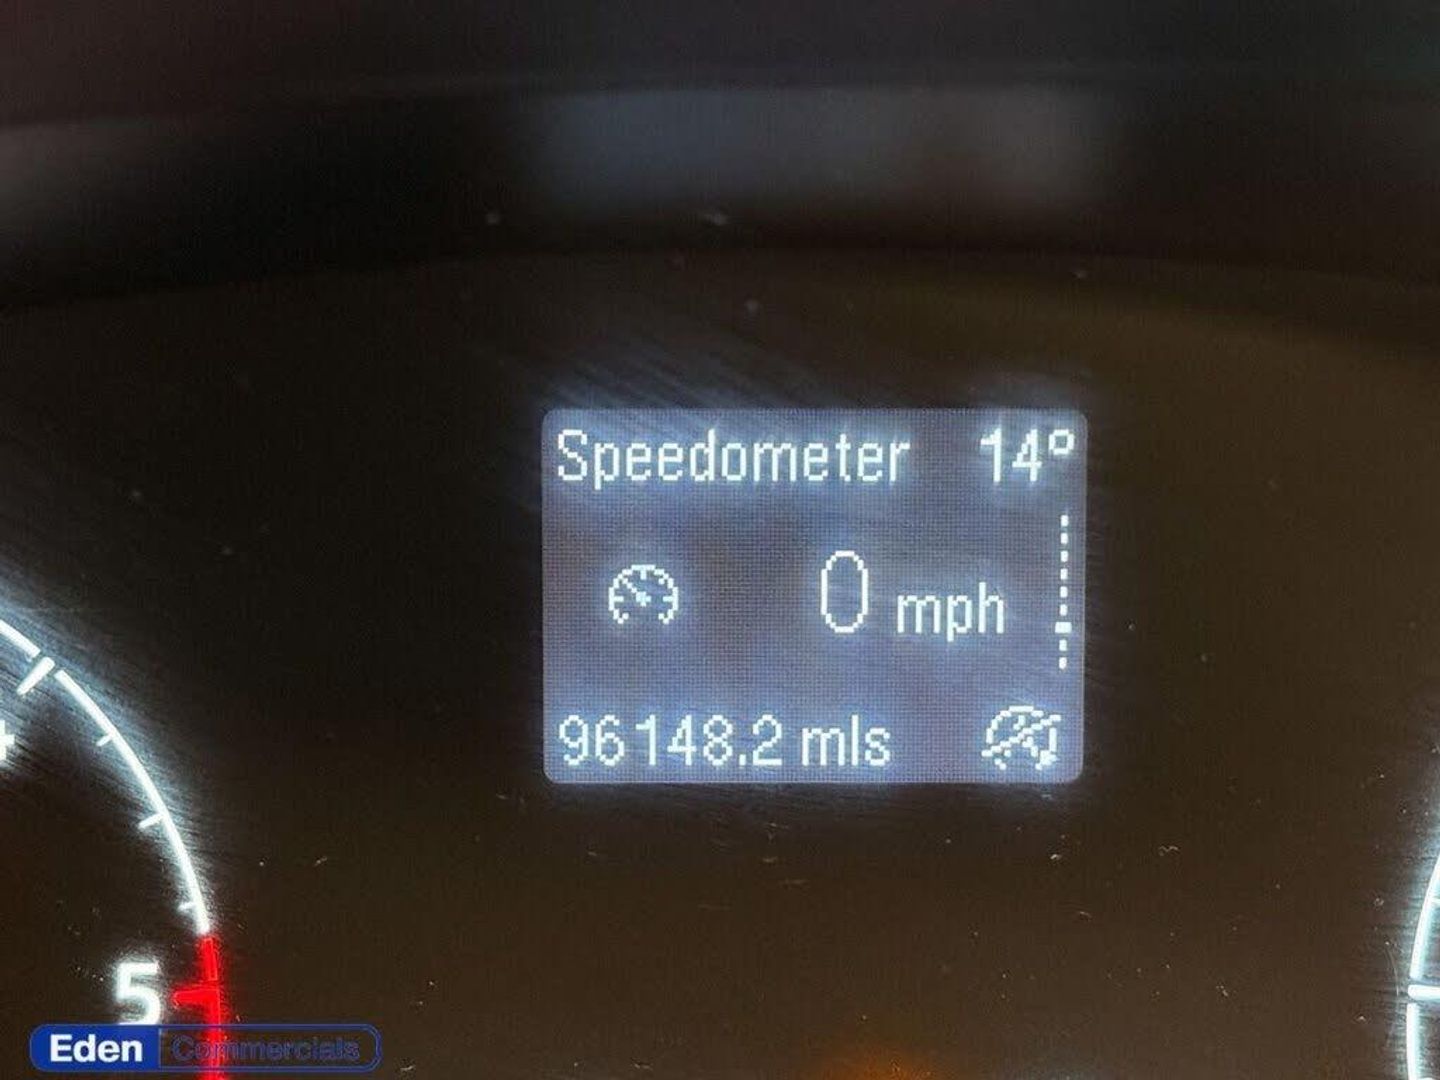 Speedometer 14°
0 mph
96148.2 mls
5
Eden Commercials